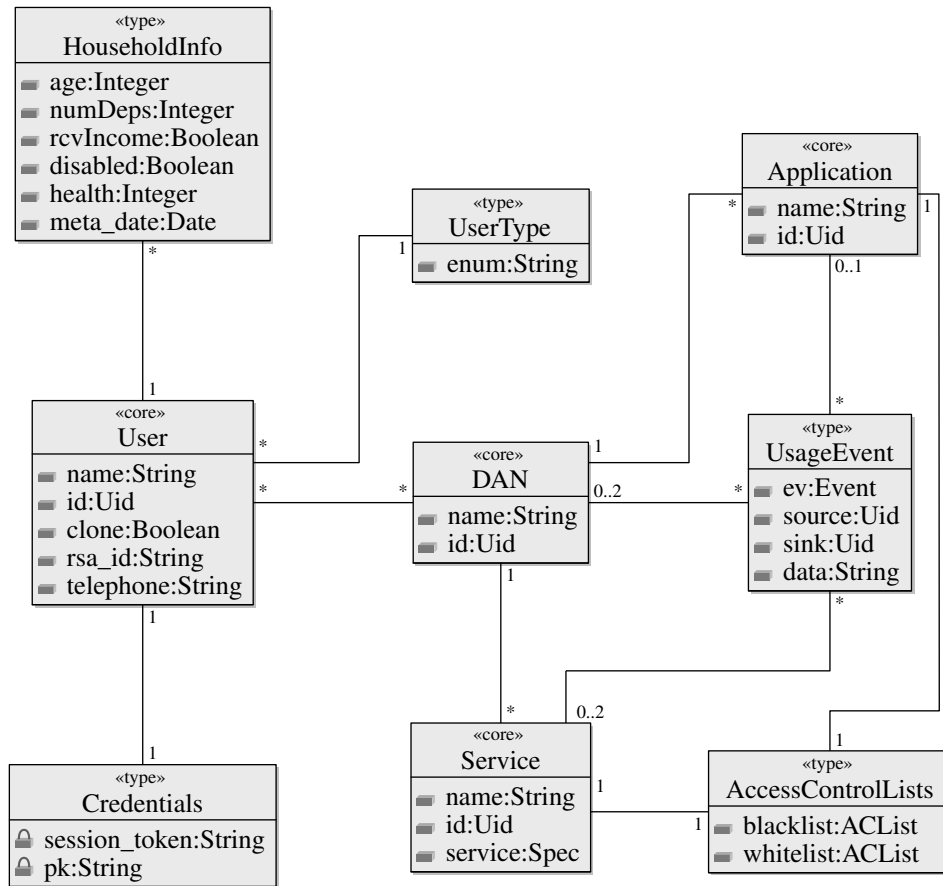 «type»
HouseholdInfo
age:Integer
numDeps:Integer
rcvIncome:Boolean
disabled:Boolean
health:Integer
meta_date:Date
*
1
«type»
UserType
enum:String
1
*
«core»
Application
name:String
id:Uid
*
1
0..1
*
«core»
User
name:String
id:Uid
clone:Boolean
rsa_id:String
telephone:String
*
*
1
«core»
DAN
name:String
id:Uid
1
0..2
*
1
«type»
UsageEvent
ev:Event
source:Uid
sink:Uid
data:String
*
*
0..2
1
1
«type»
Credentials
session_token:String
pk:String
«core»
Service
name:String
id:Uid
service:Spec
1
1
«type»
AccessControlLists
blacklist:ACList
whitelist:ACList